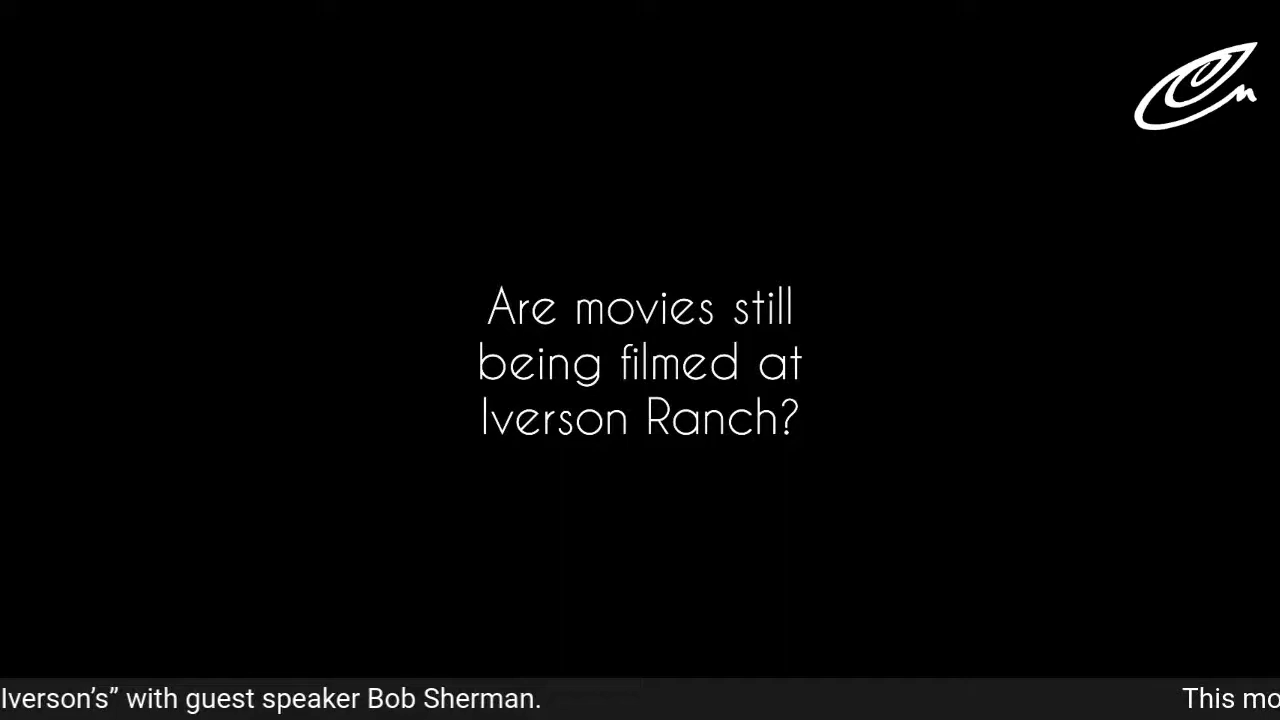 Are movies still
being filmed at
Iverson Ranch?
Iverson’s” with guest speaker Bob Sherman.
This mo